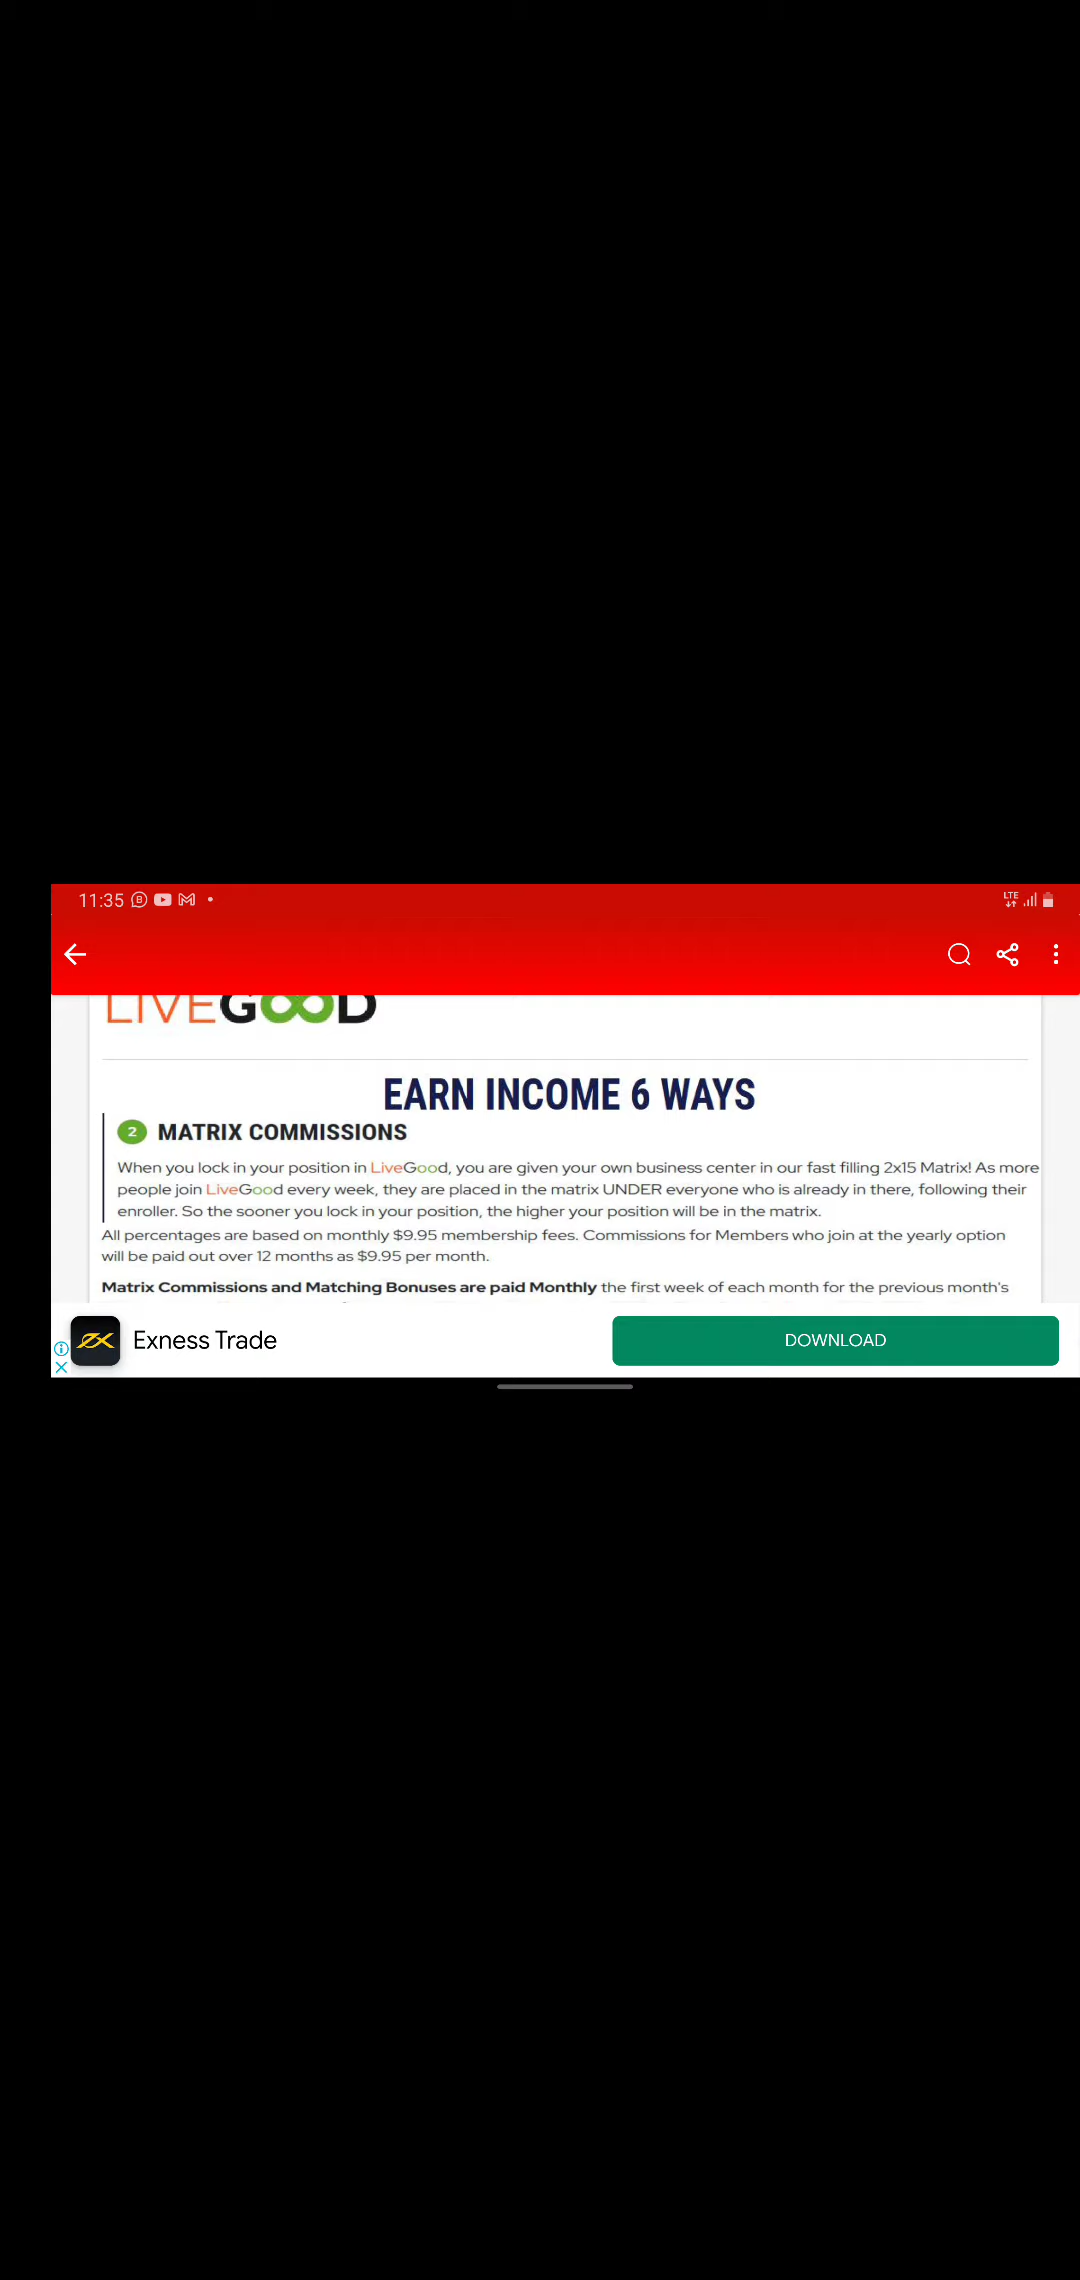 11:35
LTE
LIVEGOOD
EARN INCOME 6 WAYS
2 MATRIX COMMISSIONS
When you lock in your position in LiveGood, you are given your own business center in our fast filling 2x15 Matrix! As more
people join LiveGood every week, they are placed in the matrix UNDER everyone who is already in there, following their
enroller. So the sooner you lock in your position, the higher your position will be in the matrix.
All percentages are based on monthly $9.95 membership fees. Commissions for Members who join at the yearly option
will be paid out over 12 months as $9.95 per month.
Matrix Commissions and Matching Bonuses are paid Monthly the first week of each month for the previous month's
Exness Trade
DOWNLOAD